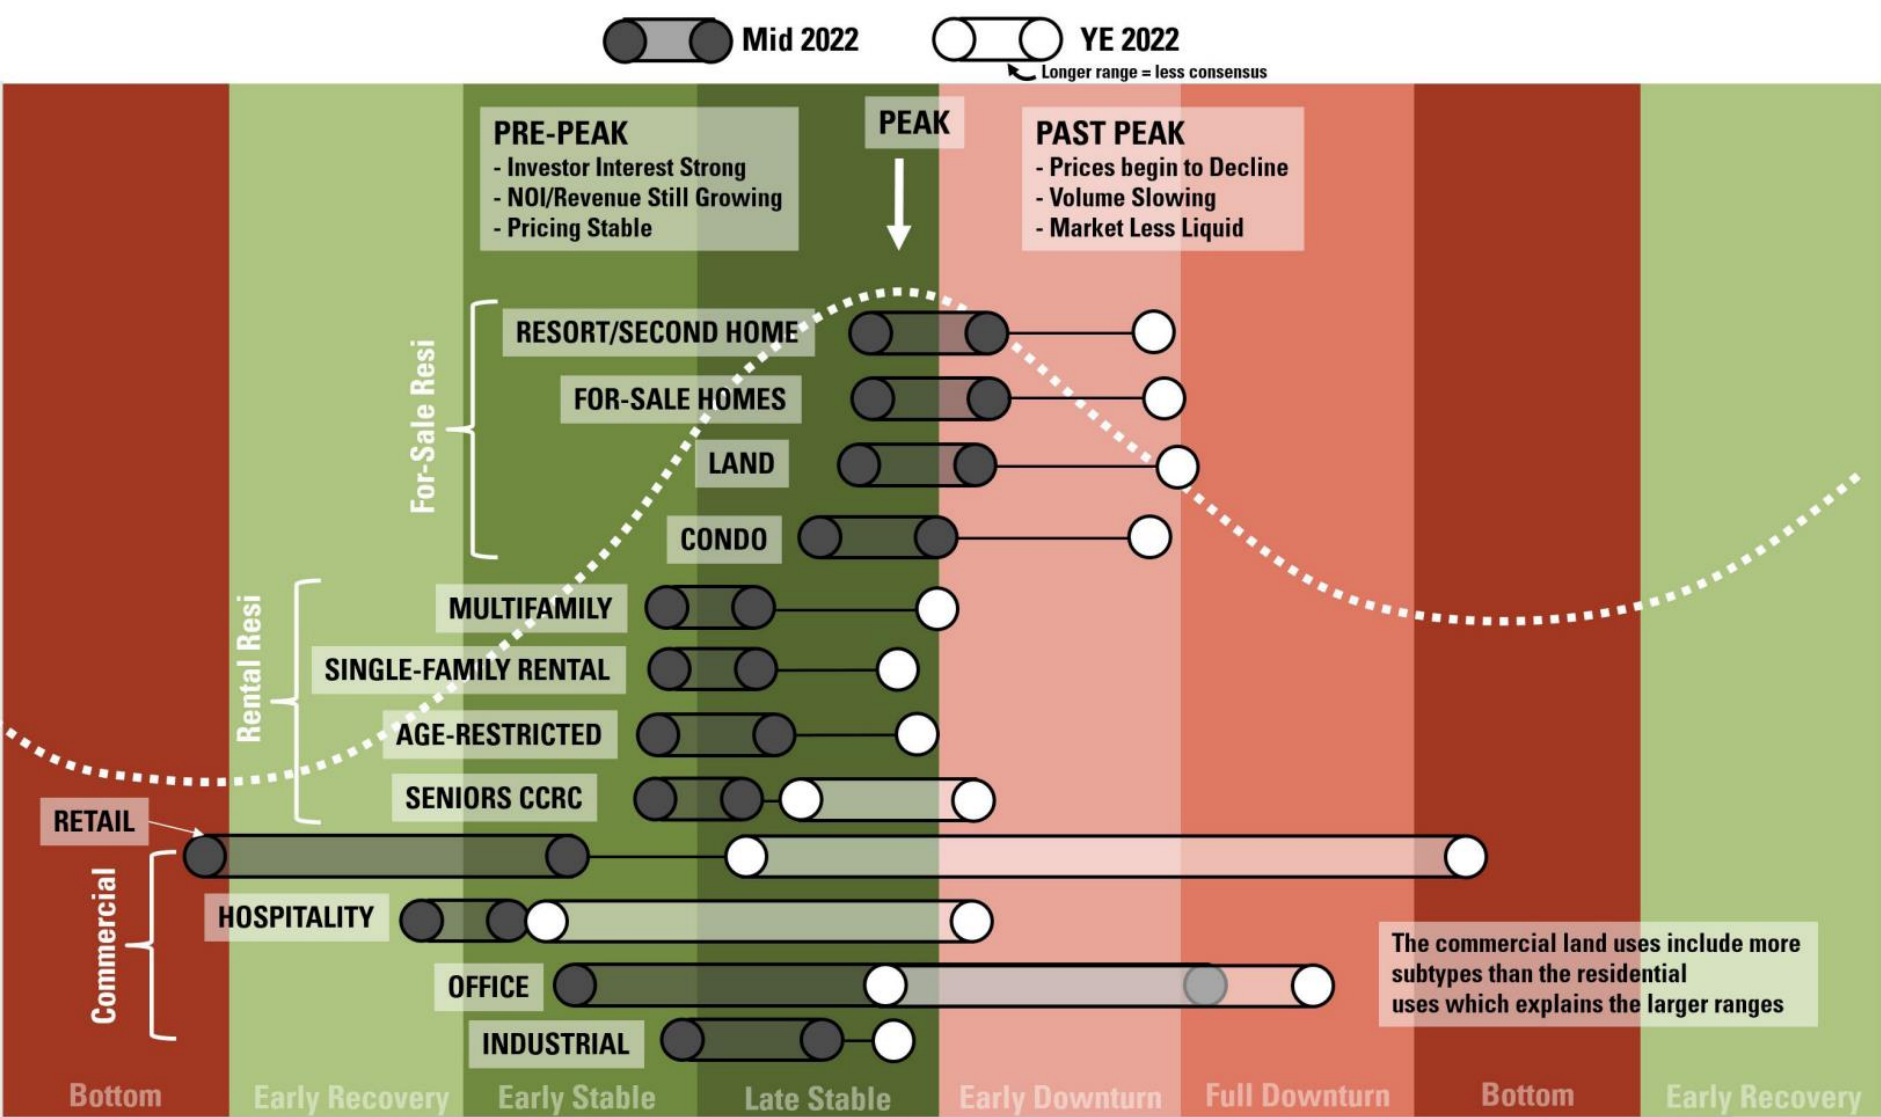 Mid 2022
YE 2022
Longer range = less consensus
PRE-PEAK
- Investor Interest Strong
- NOI/Revenue Still Growing
- Pricing Stable
PEAK
PAST PEAK
- Prices begin to Decline
- Volume Slowing
- Market Less Liquid
For-Sale Resi
RESORT/SECOND HOME
FOR-SALE HOMES
LAND
CONDO
Rental Resi
MULTIFAMILY
SINGLE-FAMILY RENTAL
AGE-RESTRICTED
SENIORS CCRC
Commercial
RETAIL
HOSPITALITY
OFFICE
INDUSTRIAL
The commercial land uses include more
subtypes than the residential
uses which explains the larger ranges
Bottom
Early Recovery
Early Stable
Late Stable
Early Downturn
Full Downturn
Bottom
Early Recovery